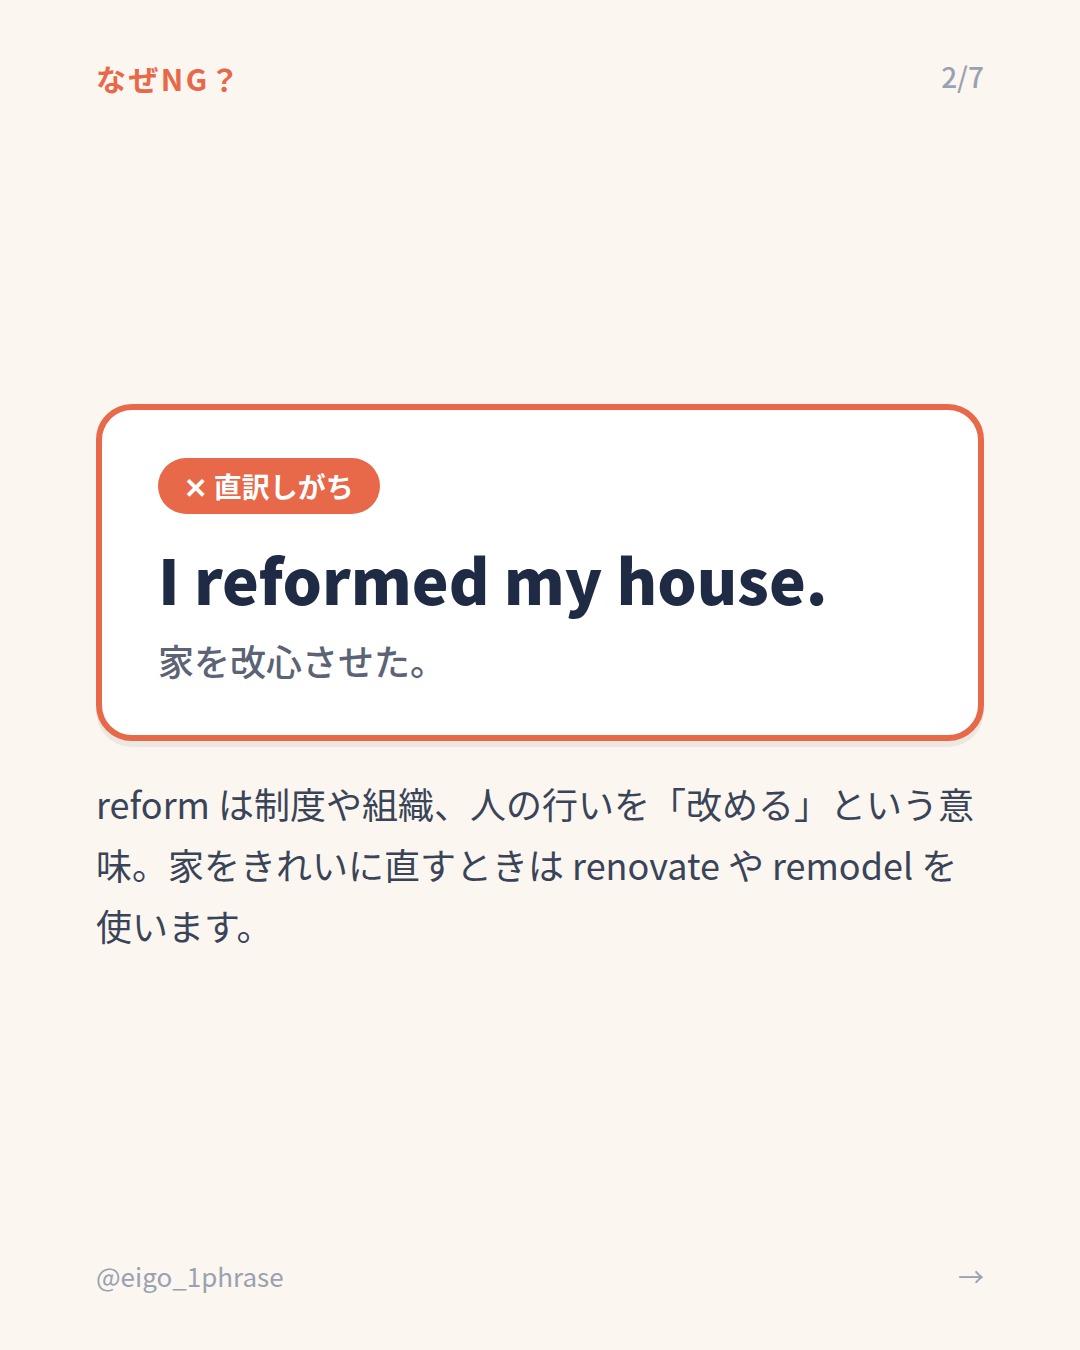 なぜNG？
2/7
× 直訳しがち
I reformed my house.
家を改心させた。
reform は制度や組織、人の行いを「改める」という意
味。家をきれいに直すときは renovate や remodel を
使います。
@eigo_1phrase
→